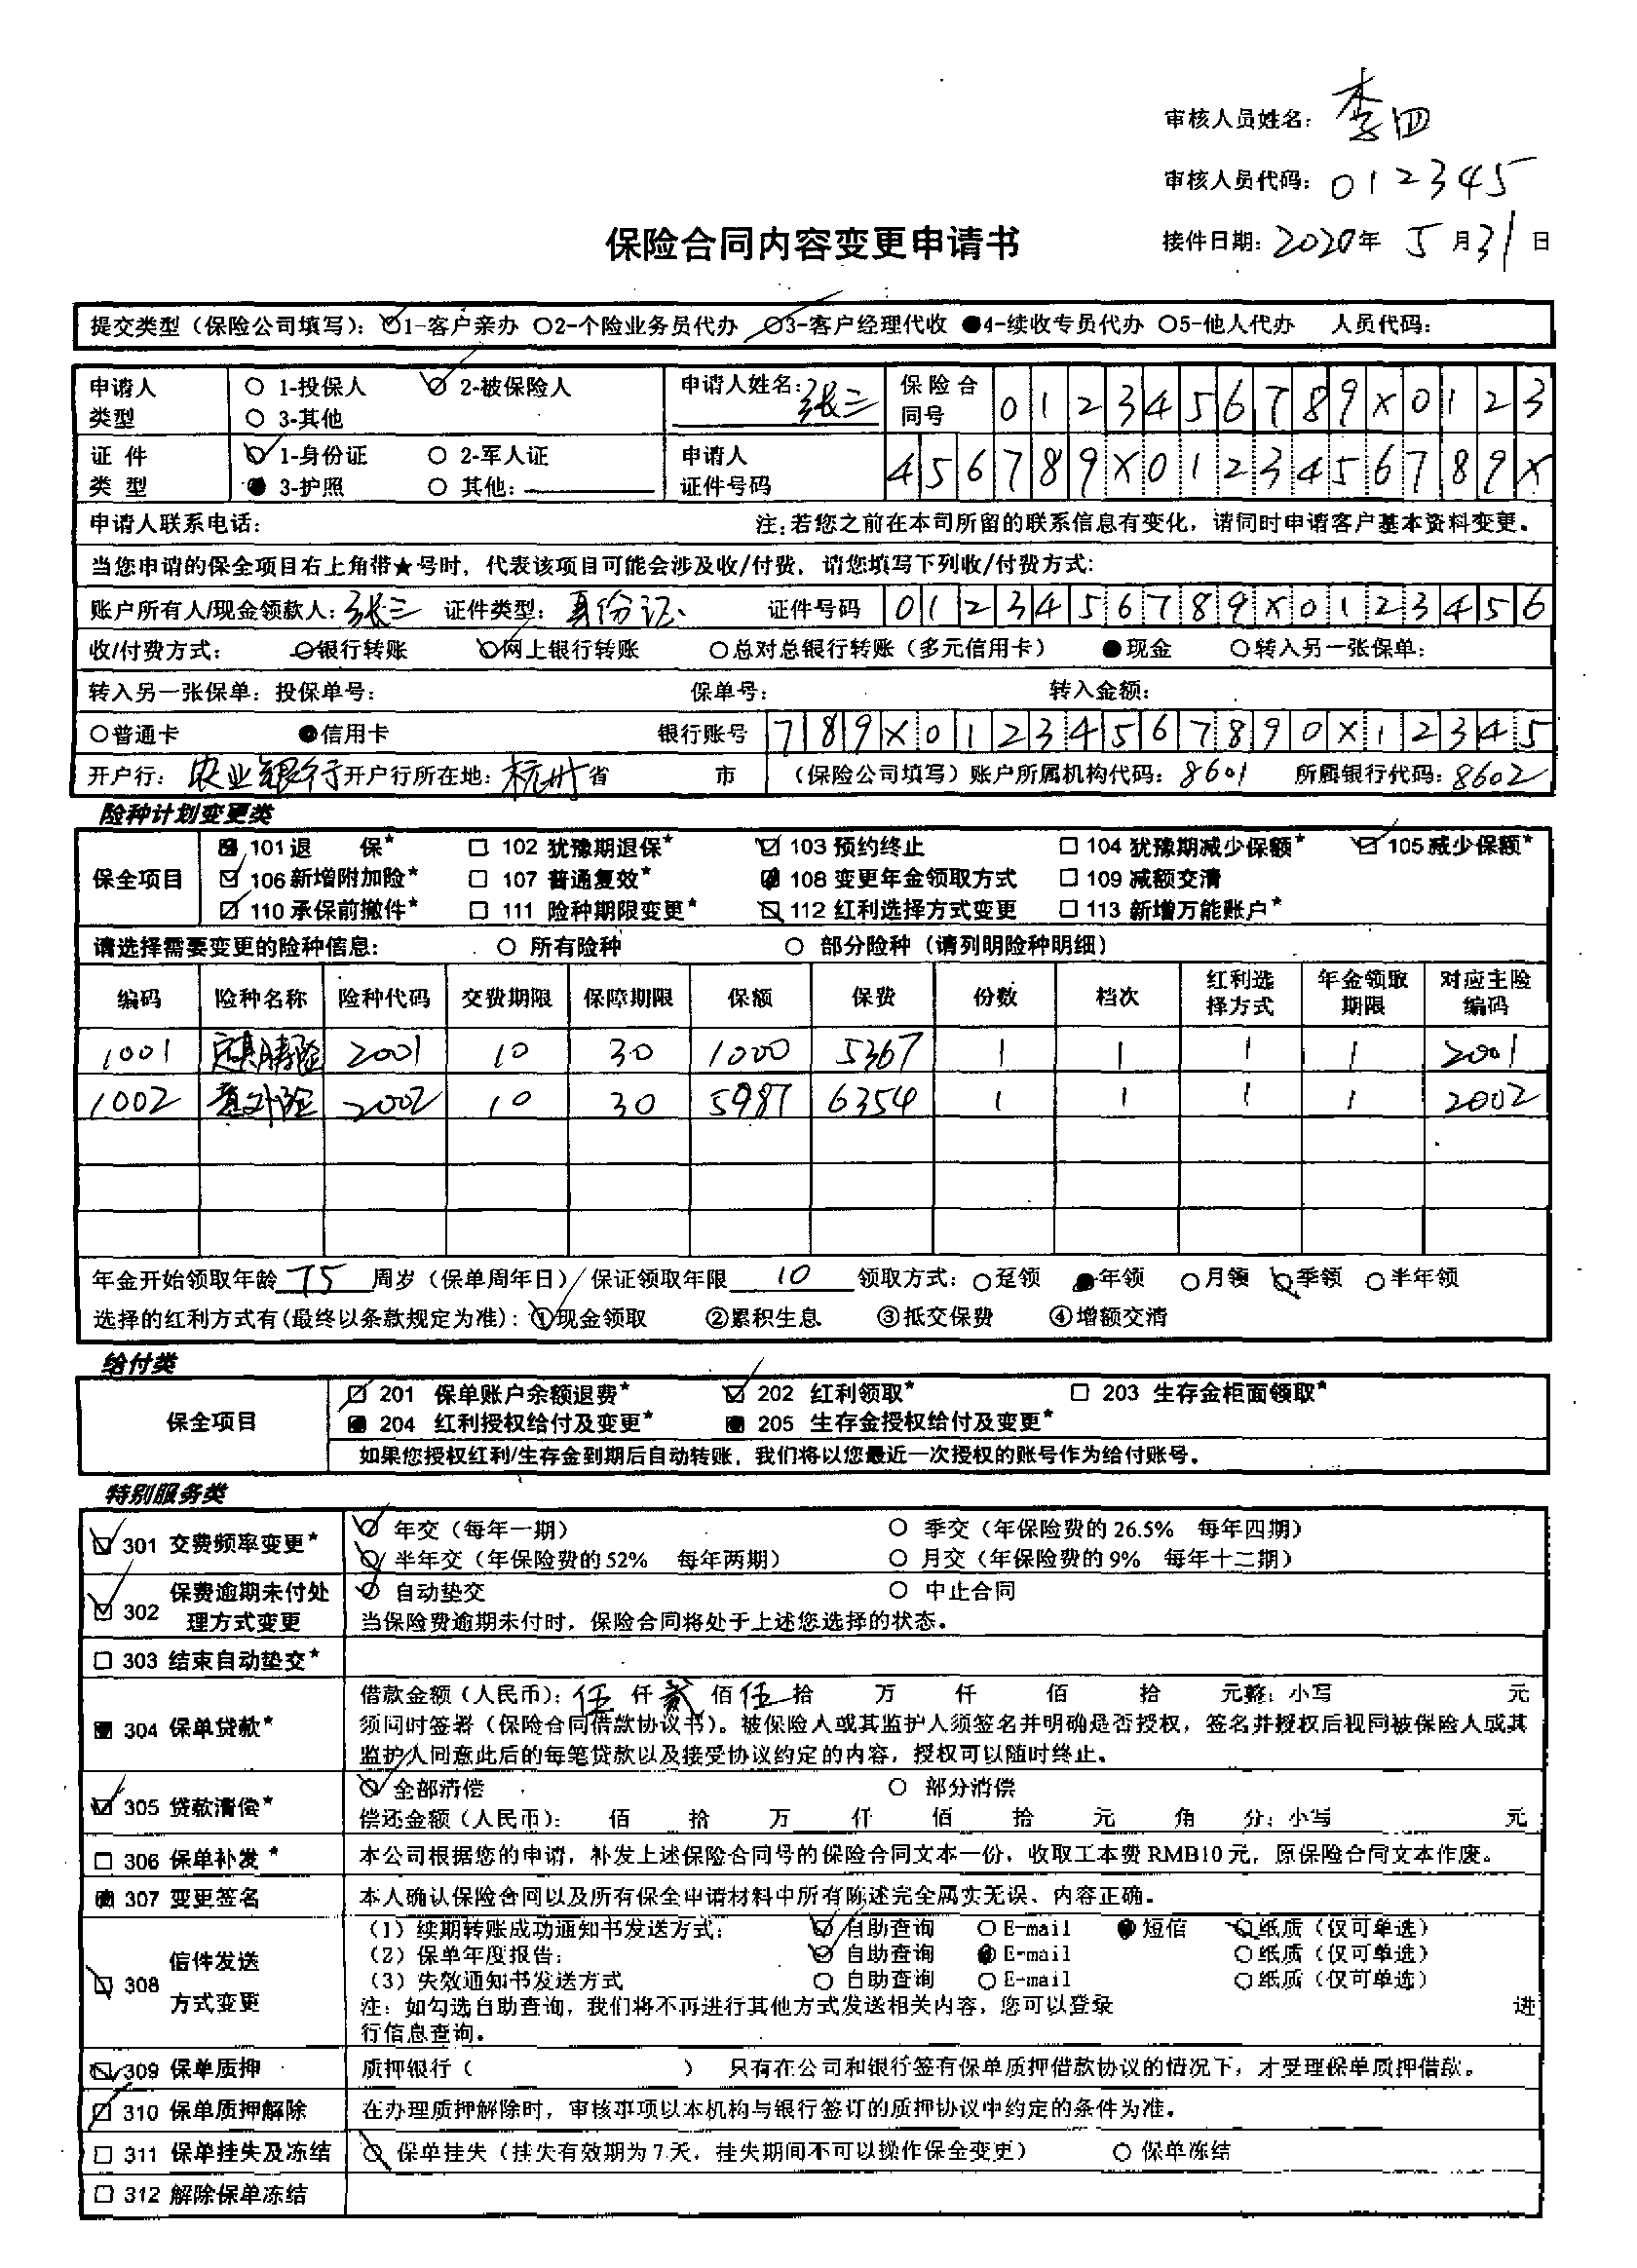 审核人员姓名：李四
审核人员代码：012345
保险合同内容变更申请书 接件日期：2020年 5月31日
提交类型（保险公司填写）：1-客户亲办 2-个险业务员代办 3-客户经理代收 4-续收专员代办 5-他人代办 人员代码：
申请人类型 1-投保人 2-被保险人 3-其他 申请人姓名：张三 保险合同号 0123456789X0123
证件类型 1-身份证 2-军人证 3-护照 其他： 申请人证件号码 456789X0123456789X
申请人联系电话： 注：若您之前在本司所留的联系信息有变化，请同时申请客户基本资料变更。
当您申请的保全项目右上角带★号时，代表该项目可能会涉及收/付费，请您填写下列收/付费方式：
账户所有人/现金领款人：张三 证件类型：身份证 证件号码 0123456789X0123456
收/付费方式： 银行转账 网上银行转账 总对总银行转账（多元信用卡） 现金 转入另一张保单：
转入另一张保单：投保单号： 保单号： 转入金额：
普通卡 信用卡 银行账号 789X01234567890X12345
开户行：农业银行 开户行所在地：杭州省 市 （保险公司填写）账户所属机构代码：8601 所属银行代码：8602
险种计划变更类
保全项目
101 退 保★ 102 犹豫期退保★ 103 预约终止 104 犹豫期减少保额★ 105 减少保额★
106 新增附加险★ 107 普通复效★ 108 变更年金领取方式 109 减额交清
110 承保前撤件★ 111 险种期限变更★ 112 红利选择方式变更 113 新增万能账户★
请选择需要变更的险种信息： 所有险种 部分险种（请列明险种明细）
编码 险种名称 险种代码 交费期限 保障期限 保额 保费 份数 档次 红利选择方式 年金领取期限 对应主险编码
1001 定期寿险 2001 10 30 1000 5367 1 1 1 1 2001
1002 意外险 2002 10 30 5987 6354 1 1 1 1 2002
年金开始领取年龄 75 周岁（保单周年日）保证领取年限 10 领取方式： 趸领 年领 月领 季领 半年领
选择的红利方式有(最终以条款规定为准)：①现金领取 ②累积生息 ③抵交保费 ④增额交清
给付类
保全项目
201 保单账户余额退费★ 202 红利领取★ 203 生存金柜面领取★
204 红利授权给付及变更★ 205 生存金授权给付及变更★
如果您授权红利/生存金到期后自动转账，我们将以您最近一次授权的账号作为给付账号。
特别服务类
301 交费频率变更★ 年交（每年一期） 季交（年保险费的26.5% 每年四期）
半年交（年保险费的52% 每年两期） 月交（年保险费的9% 每年十二期）
302 保费逾期未付处理方式变更 自动垫交 中止合同
当保险费逾期未付时，保险合同将处于上述您选择的状态。
303 结束自动垫交★
304 保单贷款★ 借款金额（人民币）：伍仟贰佰伍拾 万 仟 佰 拾 元整；小写 元
须同时签署（保险合同借款协议书）。被保险人或其监护人须签名并明确是否授权，签名并授权后视同被保险人或其
监护人同意此后的每笔贷款以及接受协议约定的内容，授权可以随时终止。
305 贷款清偿★ 全部清偿 部分清偿
偿还金额（人民币）： 佰 拾 万 仟 佰 拾 元 角 分；小写 元
306 保单补发★ 本公司根据您的申请，补发上述保险合同号的保险合同文本一份，收取工本费RMB10元，原保险合同文本作废。
307 变更签名 本人确认保险合同以及所有保全申请材料中所有陈述完全属实无误、内容正确。
308 信件发送方式变更
（1）续期转账成功通知书发送方式： 自助查询 E-mail 短信 纸质（仅可单选）
（2）保单年度报告： 自助查询 E-mail 纸质（仅可单选）
（3）失效通知书发送方式 自助查询 E-mail 纸质（仅可单选）
注：如勾选自助查询，我们将不再进行其他方式发送相关内容，您可以登录 进
行信息查询。
309 保单质押 质押银行（ ） 只有在公司和银行签有保单质押借款协议的情况下，才受理保单质押借款。
310 保单质押解除 在办理质押解除时，审核事项以本机构与银行签订的质押协议中约定的条件为准。
311 保单挂失及冻结 保单挂失（挂失有效期为7天，挂失期间不可以操作保全变更） 保单冻结
312 解除保单冻结